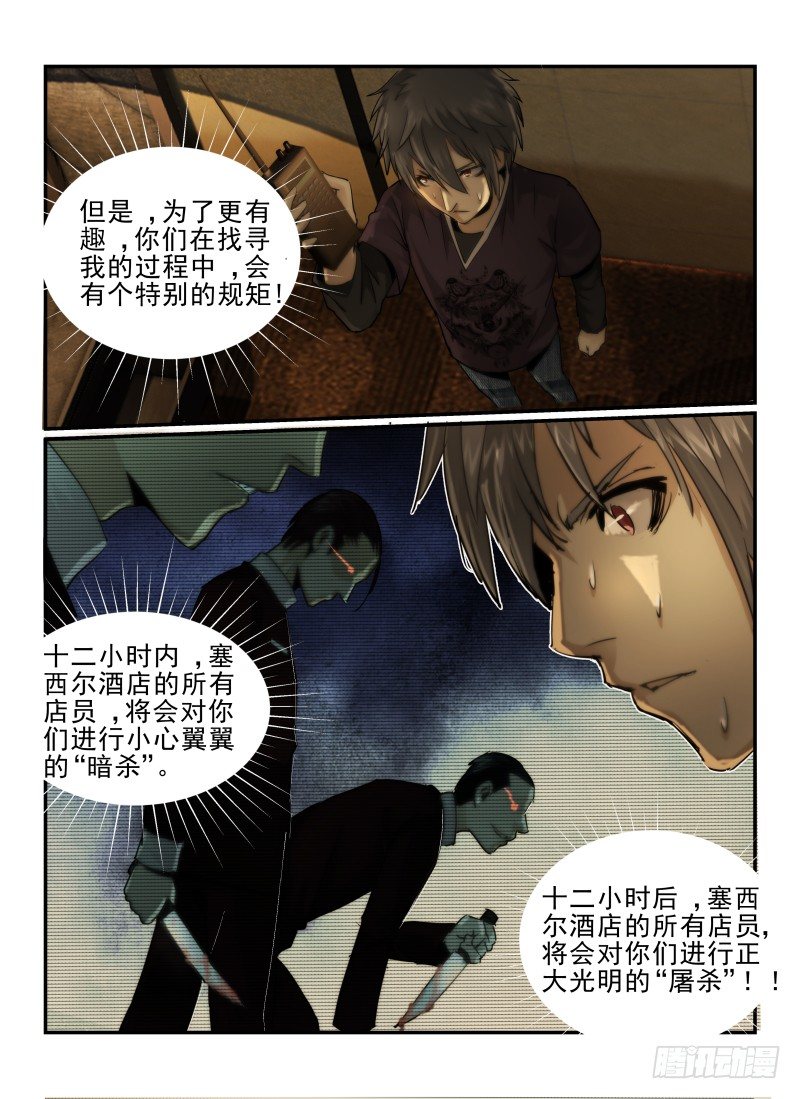 但是,为了更有
趣,你们在找寻
我的过程中,会
有个特别的规矩!
十二小时内,塞
西尔酒店的所有
店员,将会对你
们进行小心翼翼
的“暗杀”。
十二小时后,塞西
尔酒店的所有店员,
将会对你们进行正
大光明的“屠杀”!!
腾讯动漫